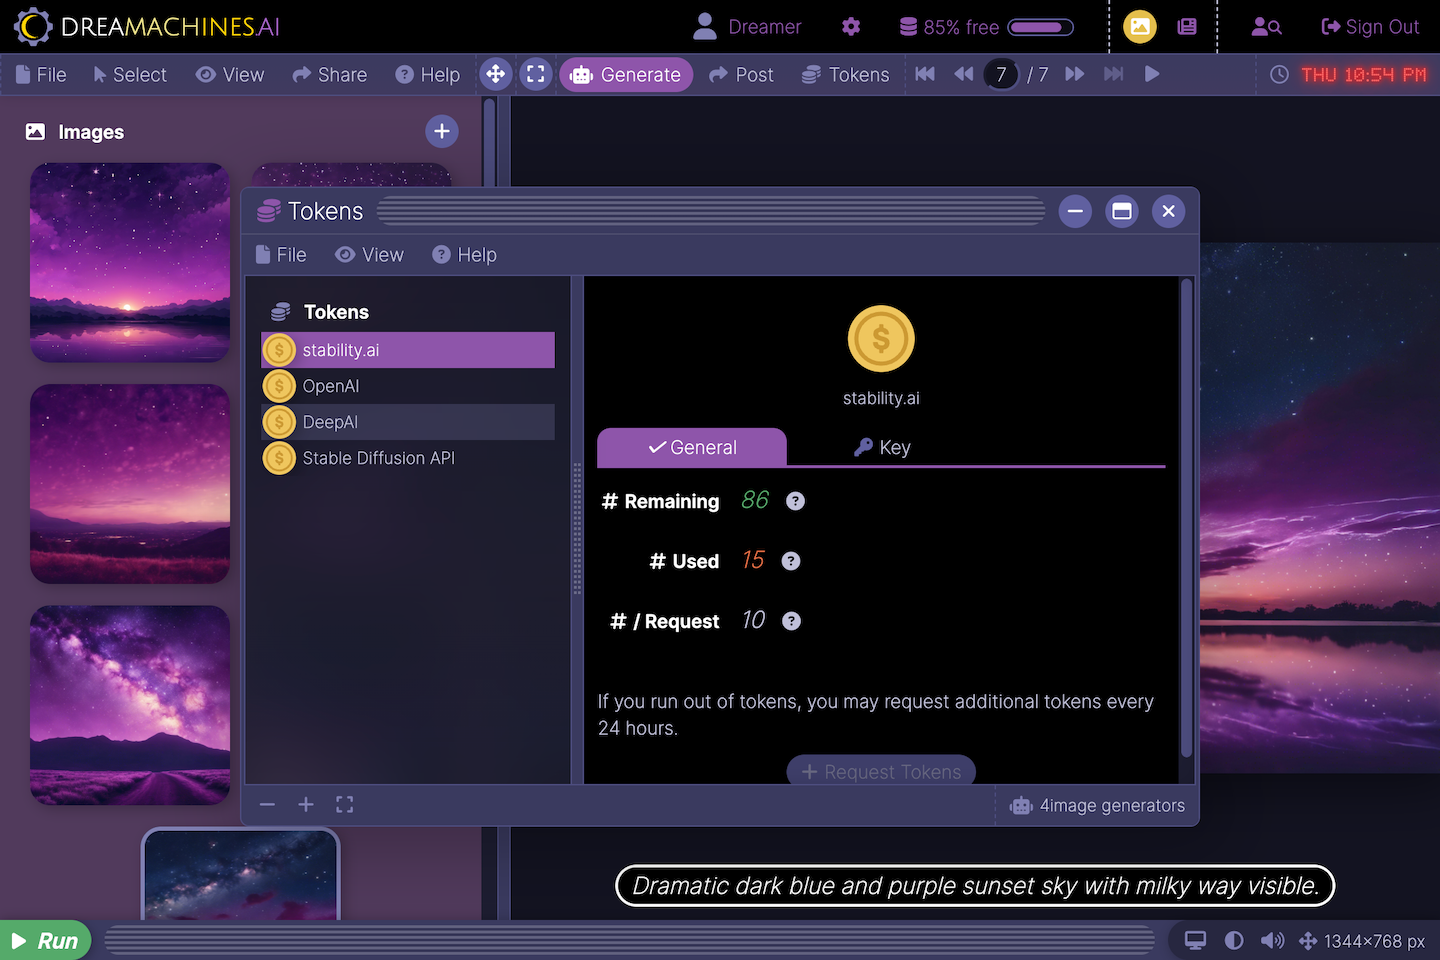 DREAMACHINES.AI
Dreamer
85% free
Sign Out
File Select View Share Help Generate Post Tokens 7 / 7 THU 10:54 PM
Images
Tokens
File View Help
Tokens
stability.ai
OpenAI
DeepAI
Stable Diffusion API
$
stability.ai
General Key
# Remaining 86 ?
# Used 15 ?
# / Request 10 ?
If you run out of tokens, you may request additional tokens every
24 hours.
+ Request Tokens
4image generators
Dramatic dark blue and purple sunset sky with milky way visible.
Run
1344×768 px